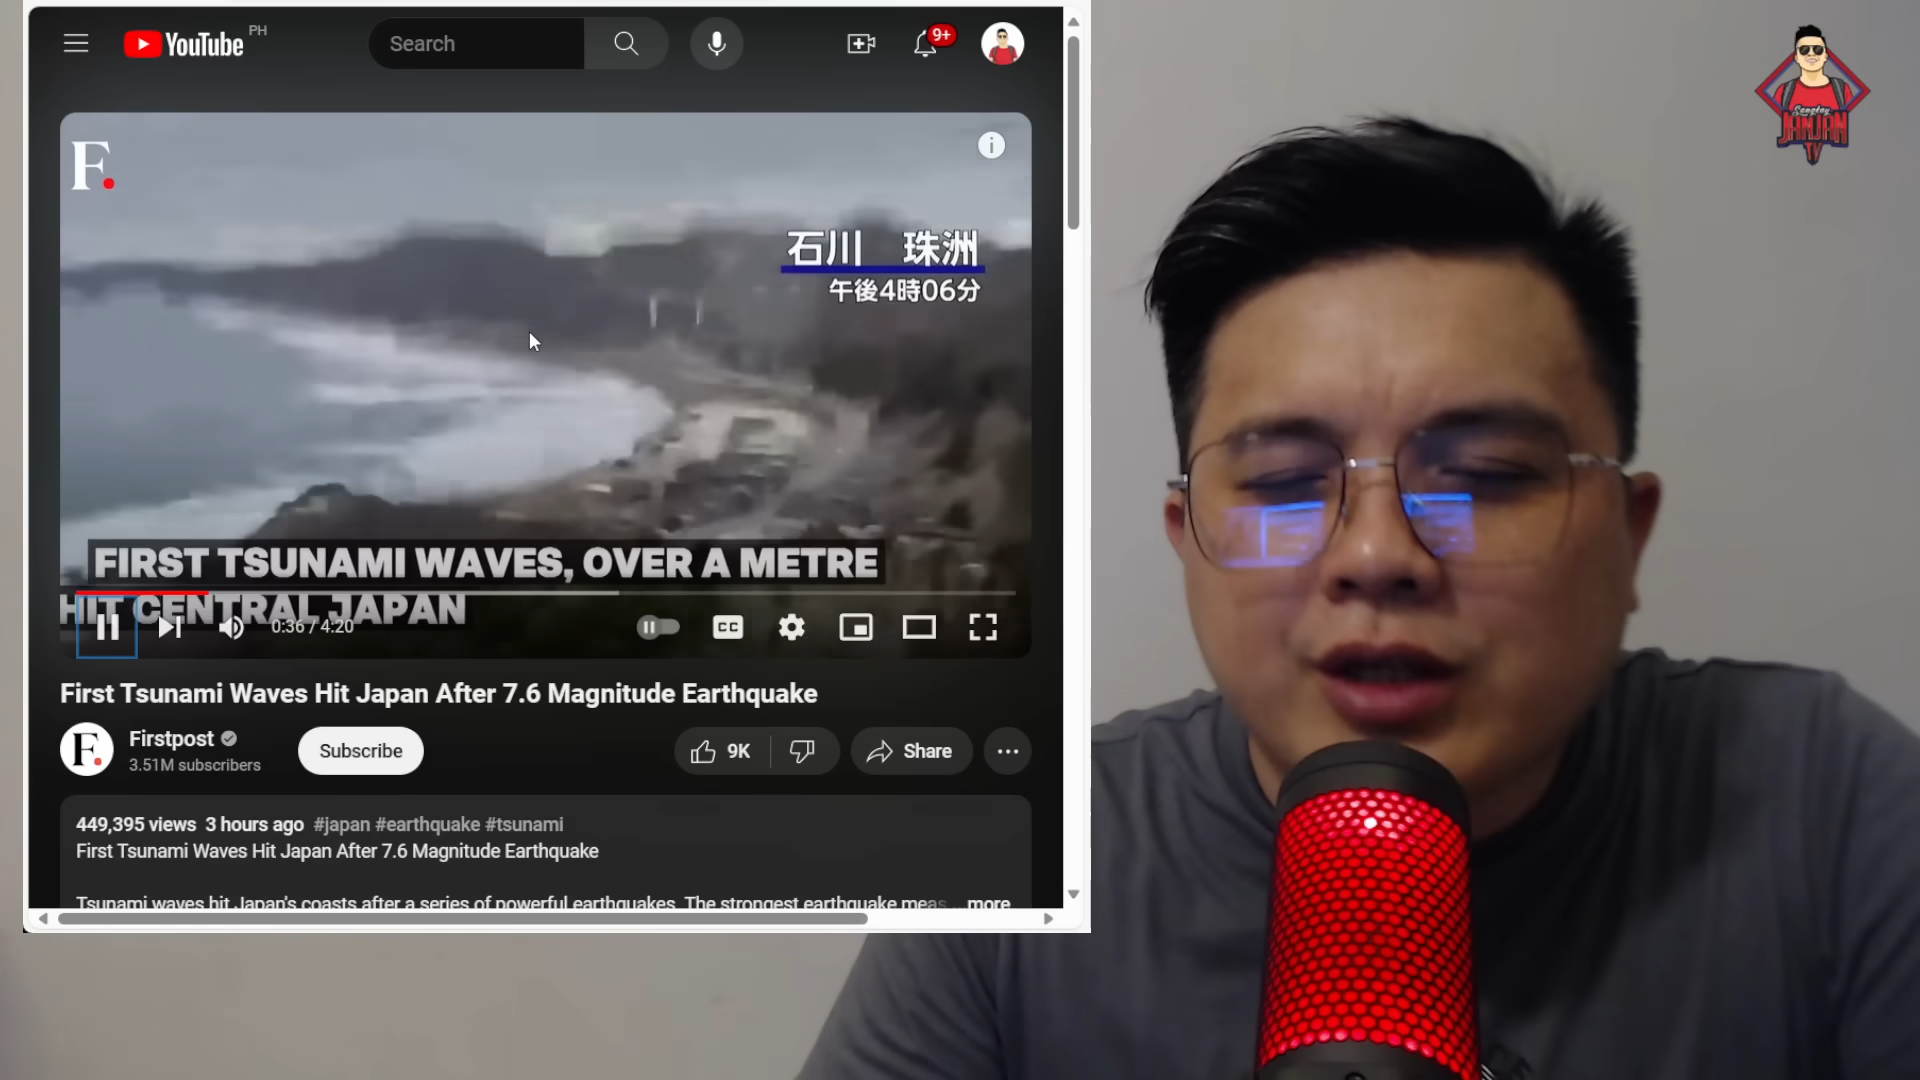 YouTube PH
Search
9+
F.
石川 珠洲
午後4時06分
FIRST TSUNAMI WAVES, OVER A METRE
HIT CENTRAL JAPAN
0:36 / 4:20
CC
First Tsunami Waves Hit Japan After 7.6 Magnitude Earthquake
F.
Firstpost
3.51M subscribers
Subscribe
9K
Share
449,395 views 3 hours ago #japan #earthquake #tsunami
First Tsunami Waves Hit Japan After 7.6 Magnitude Earthquake
Tsunami waves hit Japan's coasts after a series of powerful earthquakes. The strongest earthquake meas ...more
JANJAN
TV